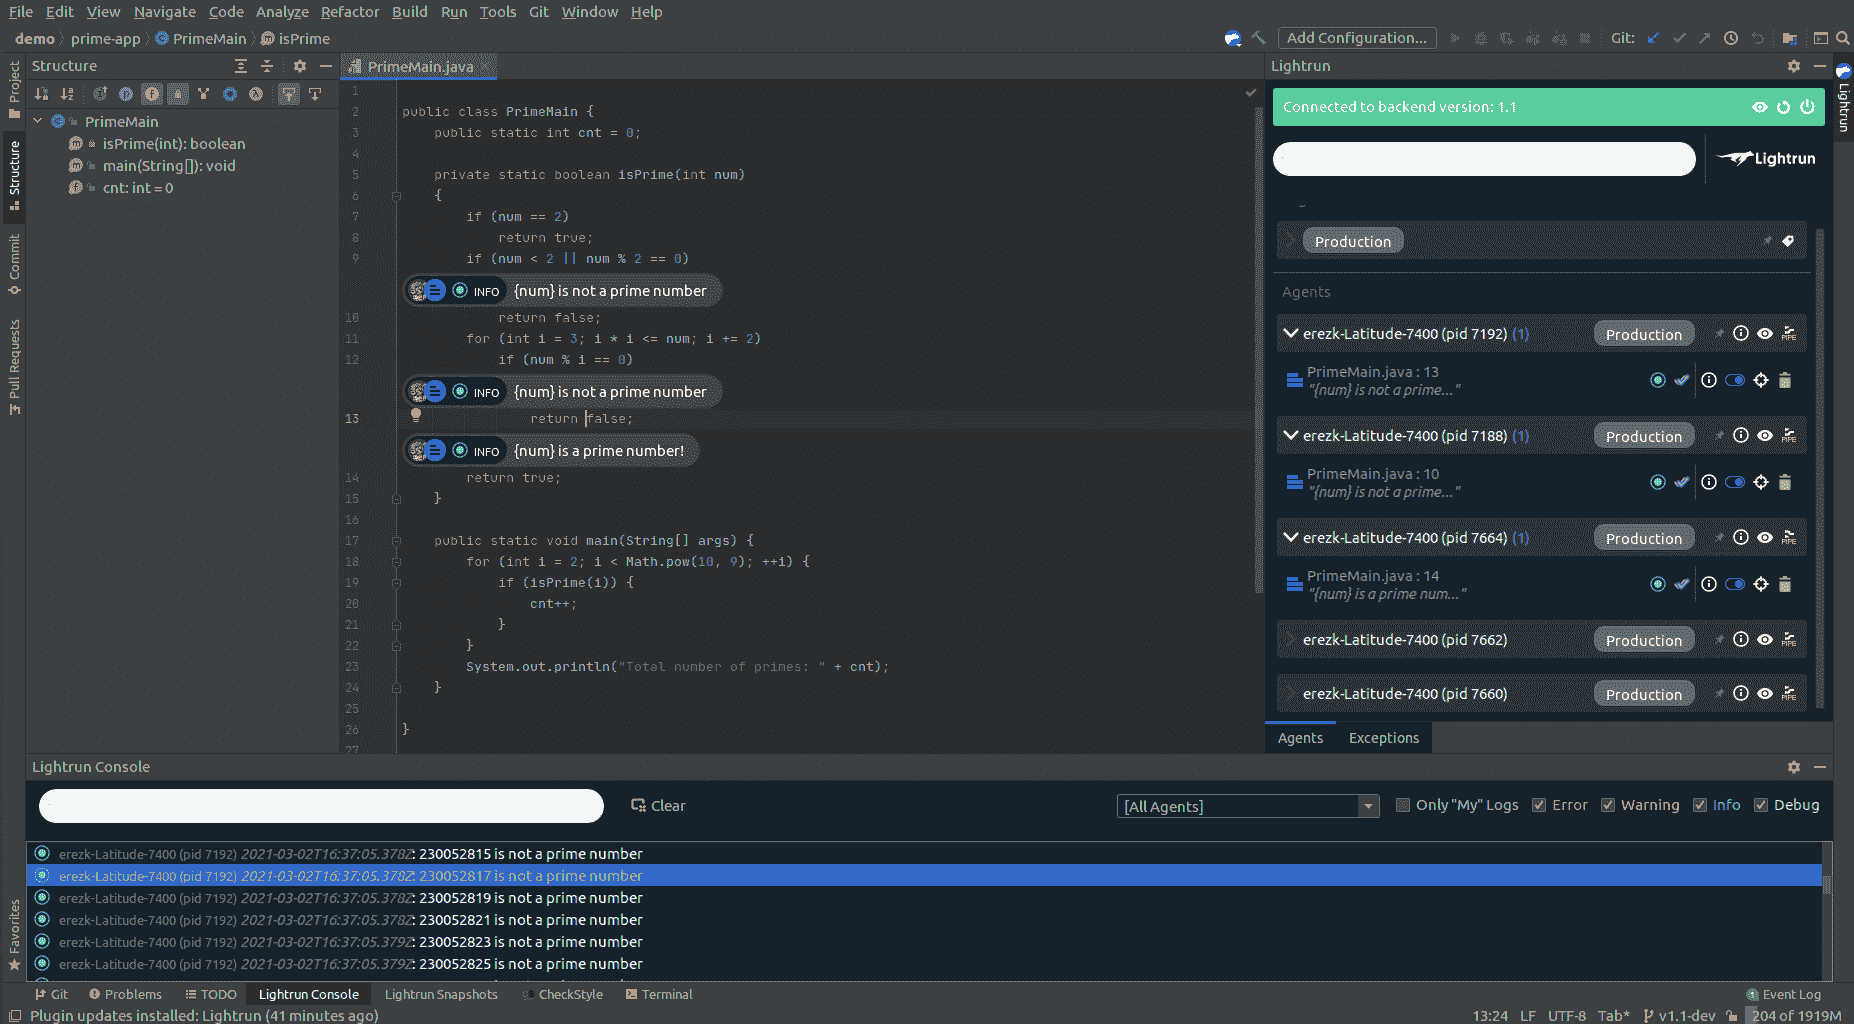 File Edit View Navigate Code Analyze Refactor Build Run Tools Git Window Help
demo prime-app PrimeMain isPrime
Add Configuration... Git:
Project
Structure
Commit
Pull Requests
Favorites
Structure
PrimeMain
isPrime(int): boolean
main(String[]): void
cnt: int = 0
PrimeMain.java
1
2 public class PrimeMain {
3 public static int cnt = 0;
4
5 private static boolean isPrime(int num)
6 {
7 if (num == 2)
8 return true;
9 if (num < 2 || num % 2 == 0)
INFO {num} is not a prime number
10 return false;
11 for (int i = 3; i * i <= num; i += 2)
12 if (num % i == 0)
INFO {num} is not a prime number
13 return false;
INFO {num} is a prime number!
14 return true;
15 }
16
17 public static void main(String[] args) {
18 for (int i = 2; i < Math.pow(10, 9); ++i) {
19 if (isPrime(i)) {
20 cnt++;
21 }
22 }
23 System.out.println("Total number of primes: " + cnt);
24 }
25
26 }
27
Lightrun
Connected to backend version: 1.1
Lightrun
Production
Agents
erezk-Latitude-7400 (pid 7192) (1) Production PIPE
PrimeMain.java : 13
"{num} is not a prime..."
erezk-Latitude-7400 (pid 7188) (1) Production PIPE
PrimeMain.java : 10
"{num} is not a prime..."
erezk-Latitude-7400 (pid 7664) (1) Production PIPE
PrimeMain.java : 14
"{num} is a prime num..."
erezk-Latitude-7400 (pid 7662) Production PIPE
erezk-Latitude-7400 (pid 7660) Production PIPE
Agents Exceptions
Lightrun
Lightrun Console
Clear [All Agents] Only "My" Logs Error Warning Info Debug
erezk-Latitude-7400 (pid 7192) 2021-03-02T16:37:05.378Z: 230052815 is not a prime number
erezk-Latitude-7400 (pid 7192) 2021-03-02T16:37:05.378Z: 230052817 is not a prime number
erezk-Latitude-7400 (pid 7192) 2021-03-02T16:37:05.378Z: 230052819 is not a prime number
erezk-Latitude-7400 (pid 7192) 2021-03-02T16:37:05.378Z: 230052821 is not a prime number
erezk-Latitude-7400 (pid 7192) 2021-03-02T16:37:05.379Z: 230052823 is not a prime number
erezk-Latitude-7400 (pid 7192) 2021-03-02T16:37:05.379Z: 230052825 is not a prime number
Git Problems TODO Lightrun Console Lightrun Snapshots CheckStyle Terminal Event Log
Plugin updates installed: Lightrun (41 minutes ago) 13:24 LF UTF-8 Tab* v1.1-dev 204 of 1919M